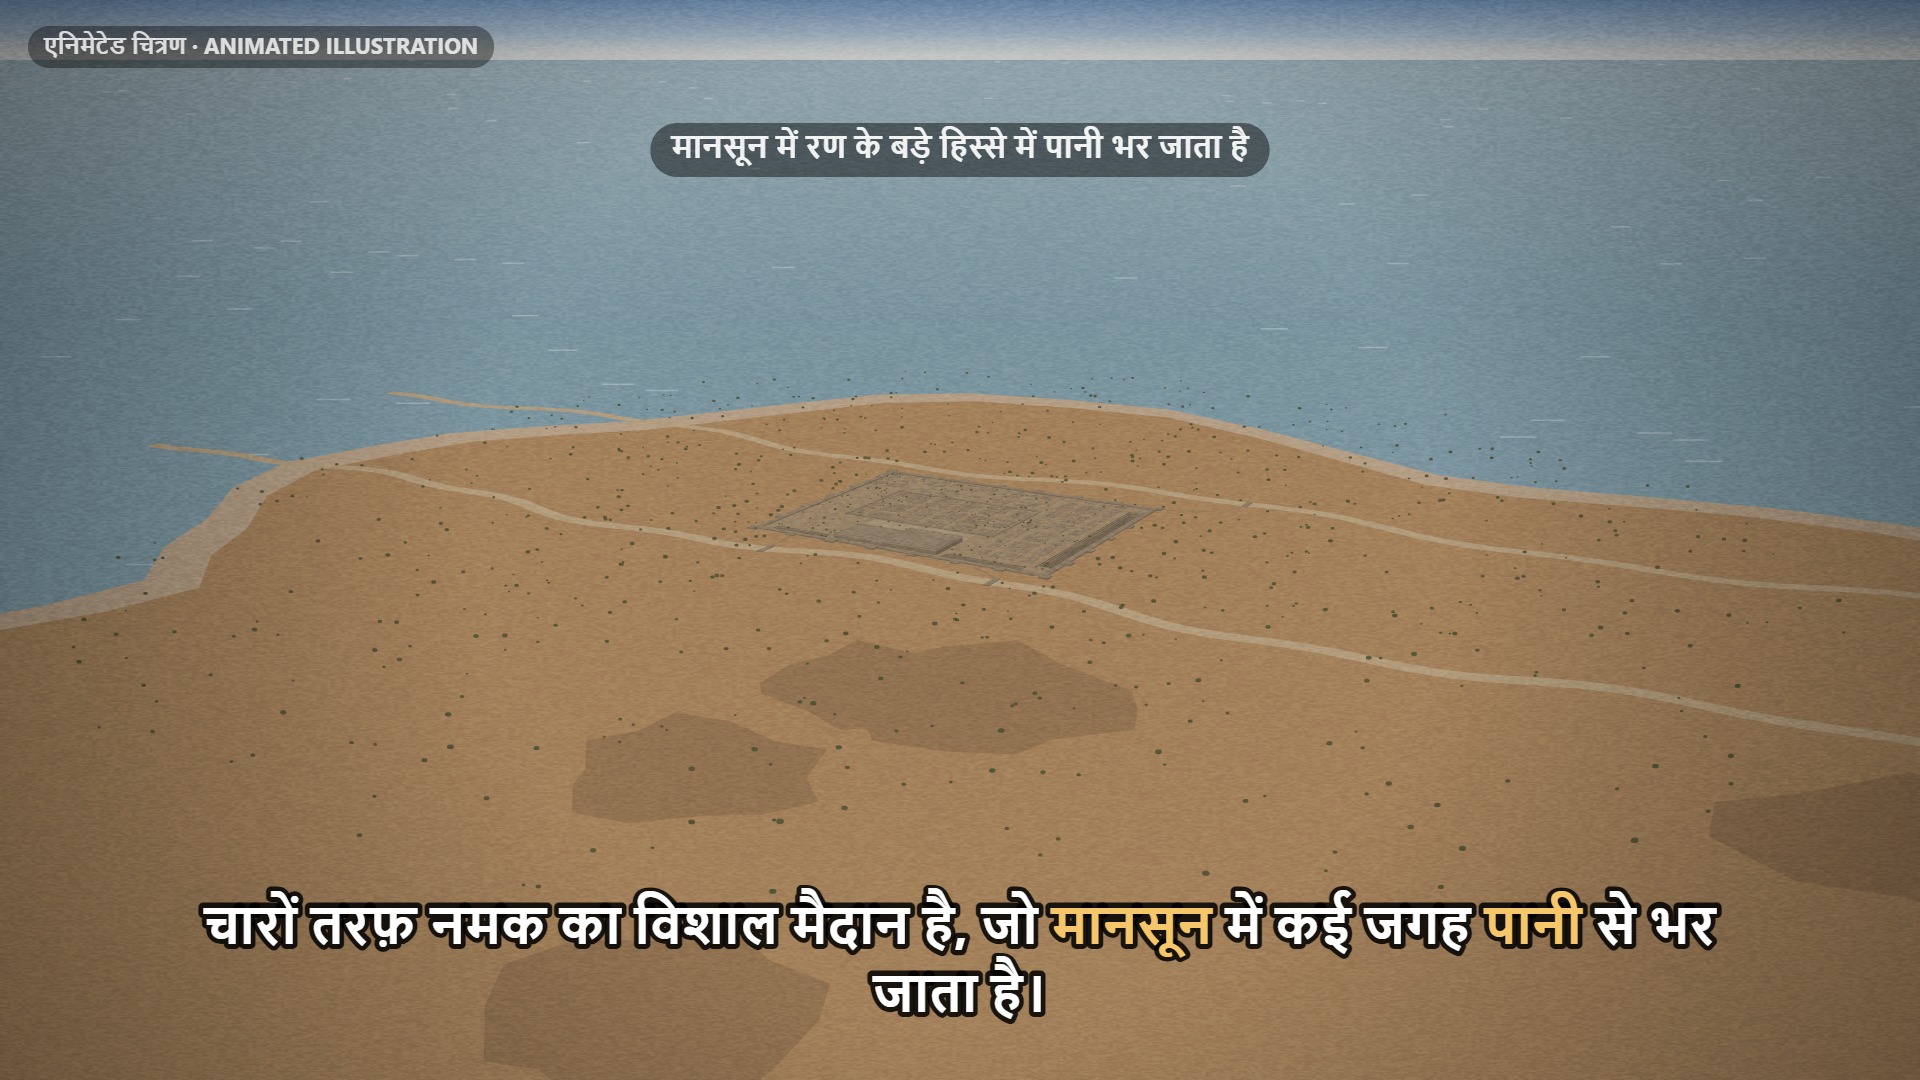 एनिमेटेड चित्रण · ANIMATED ILLUSTRATION
मानसून में रण के बड़े हिस्से में पानी भर जाता है
चारों तरफ़ नमक का विशाल मैदान है, जो मानसून में कई जगह पानी से भर
जाता है।